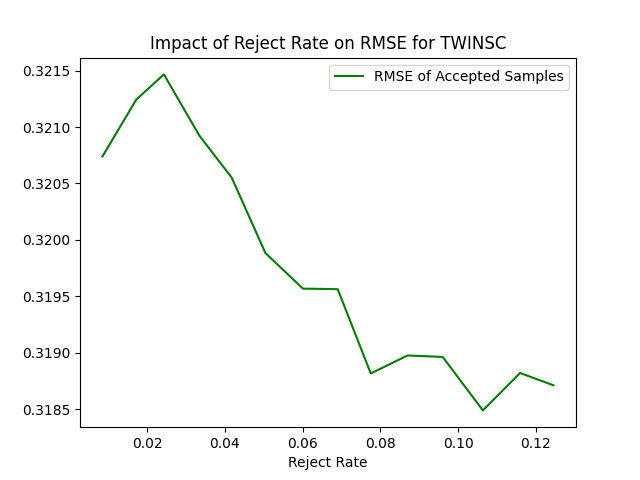 Impact of Reject Rate on RMSE for TWINSC
RMSE of Accepted Samples
0.3215
0.3210
0.3205
0.3200
0.3195
0.3190
0.3185
0.02 0.04 0.06 0.08 0.10 0.12
Reject Rate